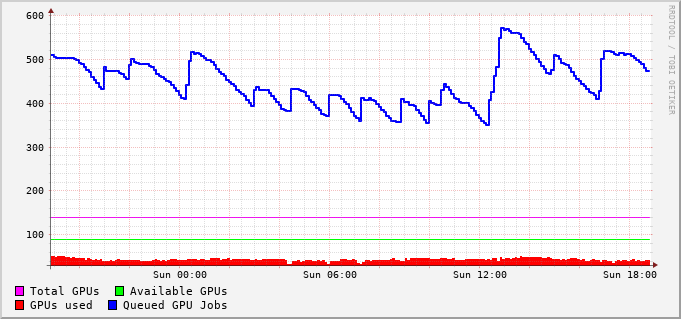 600
500
400
300
200
100
Sun 00:00 Sun 06:00 Sun 12:00 Sun 18:00
Total GPUs Available GPUs
GPUs used Queued GPU Jobs
RRDTOOL / TOBI OETIKER